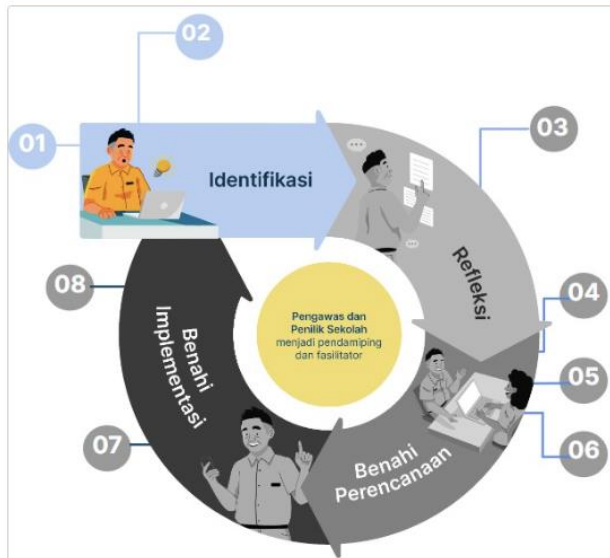 02
01
03
Identifikasi
Refleksi
04
08
Pengawas dan
Penilik Sekolah
menjadi pendamiping
dan fasilitator
Benahi
Implementasi
05
06
Benahi
Perencanaan
07